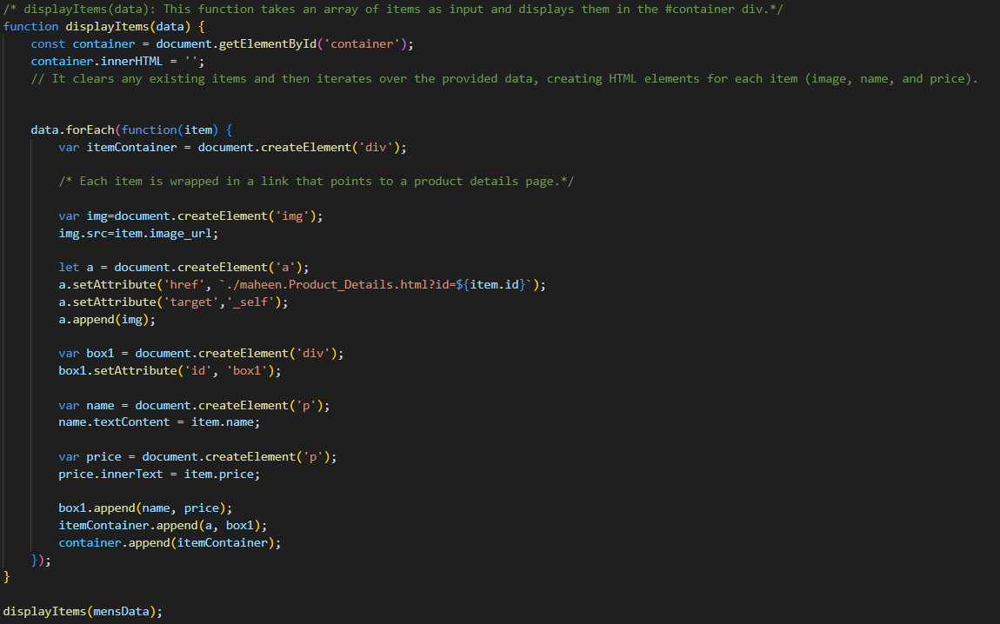 /* displayItems(data): This function takes an array of items as input and displays them in the #container div.*/
function displayItems(data) {
    const container = document.getElementById('container');
    container.innerHTML = '';
    // It clears any existing items and then iterates over the provided data, creating HTML elements for each item (image, name, and price).
    data.forEach(function(item) {
        var itemContainer = document.createElement('div');
        /* Each item is wrapped in a link that points to a product details page.*/
        var img=document.createElement('img');
        img.src=item.image_url;
        let a = document.createElement('a');
        a.setAttribute('href', `./maheen.Product_Details.html?id=${item.id}`);
        a.setAttribute('target','_self');
        a.append(img);
        var box1 = document.createElement('div');
        box1.setAttribute('id', 'box1');
        var name = document.createElement('p');
        name.textContent = item.name;
        var price = document.createElement('p');
        price.innerText = item.price;
        box1.append(name, price);
        itemContainer.append(a, box1);
        container.append(itemContainer);
    });
}
displayItems(mensData);